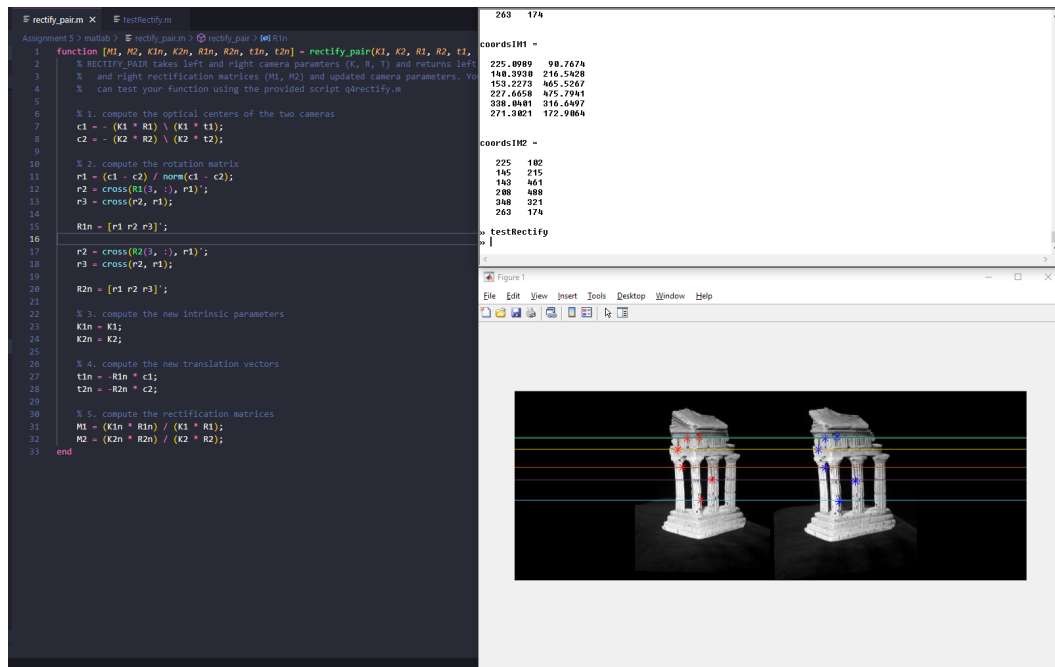 rectify_pair.m
testRectify.m
Assignment 5 > matlab > rectify_pair.m > rectify_pair > R1n
1 function [M1, M2, K1n, K2n, R1n, R2n, t1n, t2n] = rectify_pair(K1, K2, R1, R2, t1,
2 % RECTIFY_PAIR takes left and right camera paramters (K, R, T) and returns left
3 % and right rectification matrices (M1, M2) and updated camera parameters. You
4 % can test your function using the provided script q4rectify.m
5
6 % 1. compute the optical centers of the two cameras
7 c1 = - (K1 * R1) \ (K1 * t1);
8 c2 = - (K2 * R2) \ (K2 * t2);
9
10 % 2. compute the rotation matrix
11 r1 = (c1 - c2) / norm(c1 - c2);
12 r2 = cross(R1(3, :), r1)';
13 r3 = cross(r2, r1);
14
15 R1n = [r1 r2 r3]';
16
17 r2 = cross(R2(3, :), r1)';
18 r3 = cross(r2, r1);
19
20 R2n = [r1 r2 r3]';
21
22 % 3. compute the new intrinsic parameters
23 K1n = K1;
24 K2n = K2;
25
26 % 4. compute the new translation vectors
27 t1n = -R1n * c1;
28 t2n = -R2n * c2;
29
30 % 5. compute the rectification matrices
31 M1 = (K1n * R1n) / (K1 * R1);
32 M2 = (K2n * R2n) / (K2 * R2);
33 end
263 174
coordsIM1 =
225.0989 90.7674
140.3930 216.5428
153.2273 465.5267
227.6658 475.7941
338.0401 316.6497
271.3021 172.9064
coordsIM2 =
225 102
145 215
143 461
208 488
348 321
263 174
» testRectify
»
Figure 1
File Edit View Insert Tools Desktop Window Help